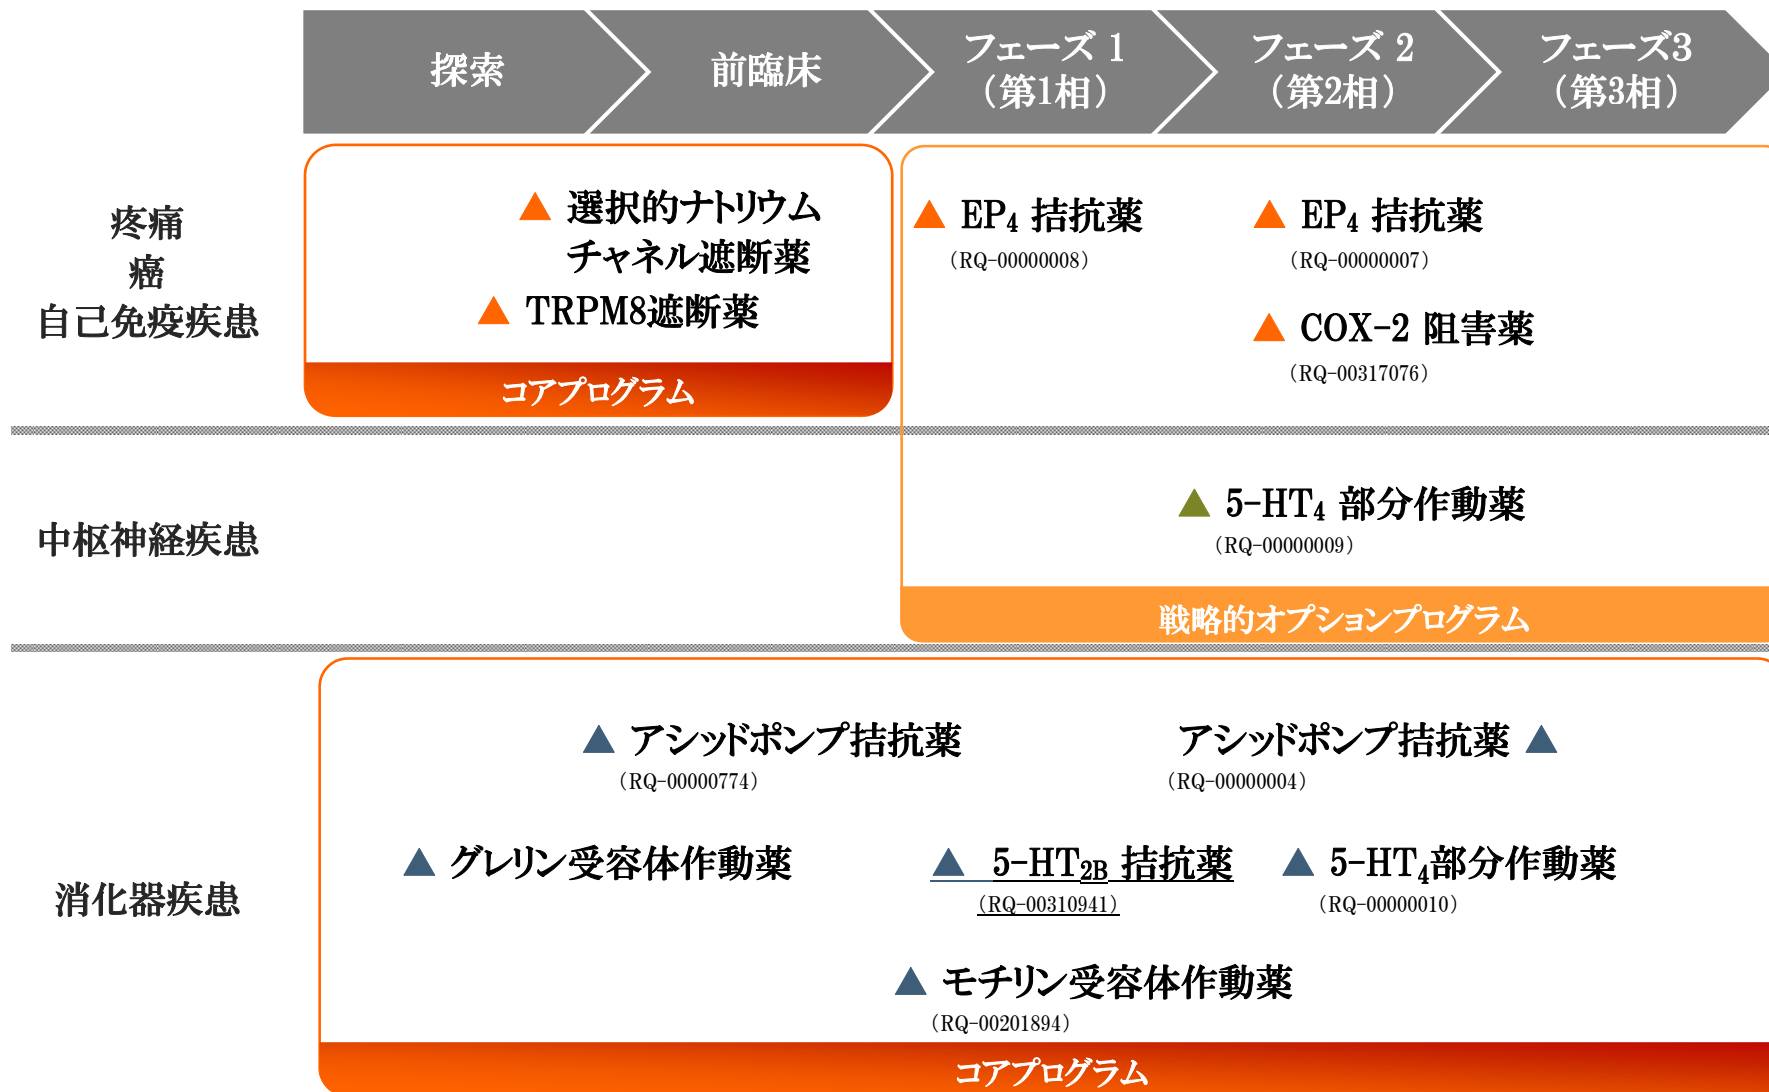 探索
前臨床
フェーズ 1
（第1相）
フェーズ 2
（第2相）
フェーズ3
（第3相）
疼痛
癌
自己免疫疾患
選択的ナトリウム
チャネル遮断薬
TRPM8遮断薬
コアプログラム
EP4 拮抗薬
（RQ-00000008）
EP4 拮抗薬
（RQ-00000007）
COX-2 阻害薬
（RQ-00317076）
中枢神経疾患
5-HT4 部分作動薬
（RQ-00000009）
戦略的オプションプログラム
消化器疾患
アシッドポンプ拮抗薬
（RQ-00000774）
アシッドポンプ拮抗薬
（RQ-00000004）
グレリン受容体作動薬
5-HT2B 拮抗薬
（RQ-00310941）
5-HT4部分作動薬
（RQ-00000010）
モチリン受容体作動薬
（RQ-00201894）
コアプログラム